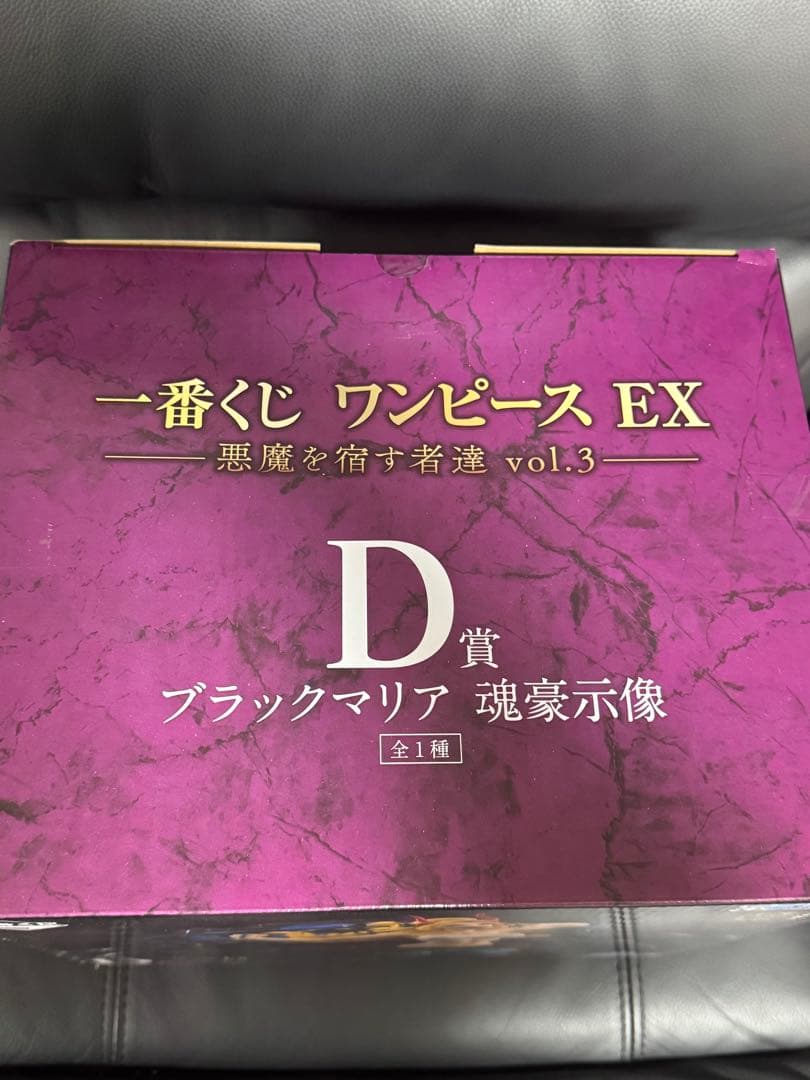 一番くじ ワンピース EX
悪魔を宿す者達 vol.3
D賞
ブラックマリア 魂豪示像
全1種